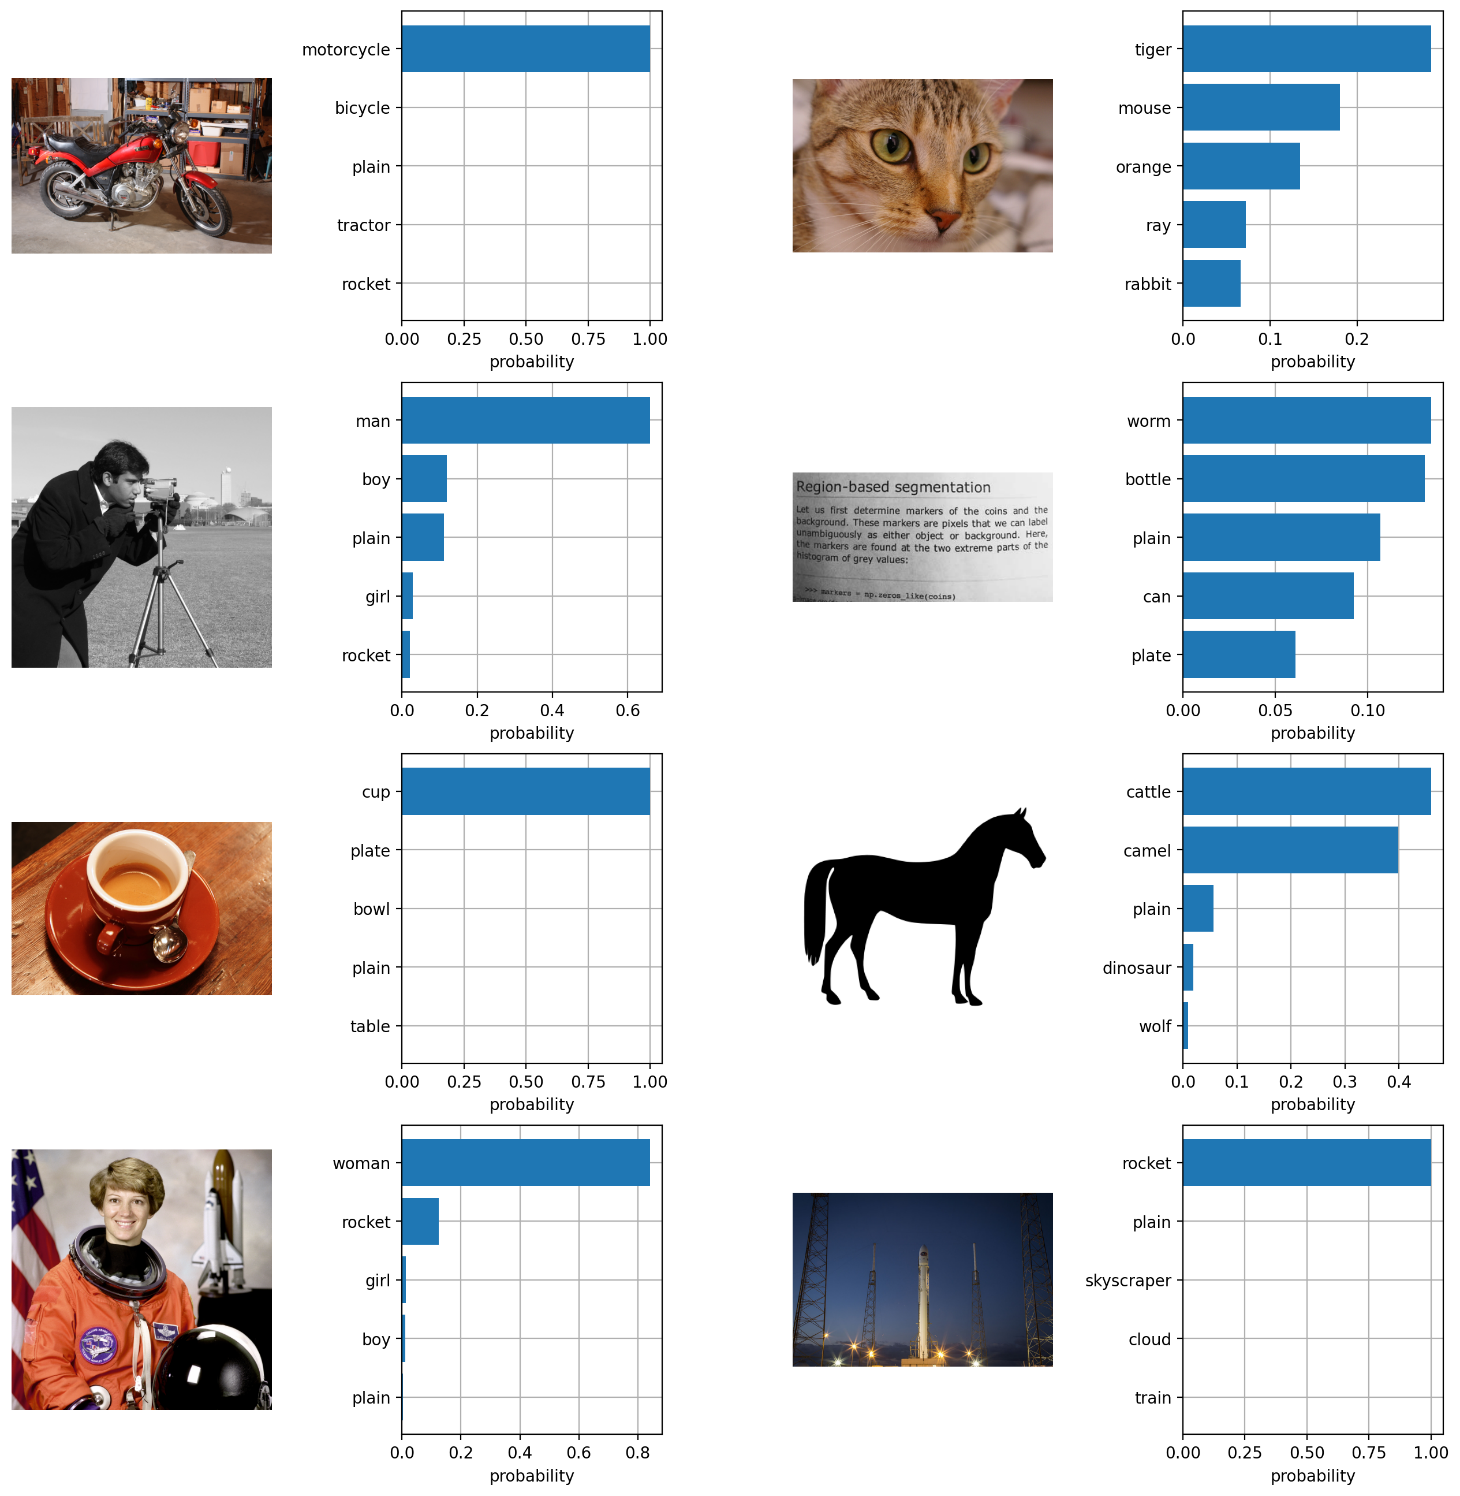 motorcycle
bicycle
plain
tractor
rocket
0.00 0.25 0.50 0.75 1.00
probability
tiger
mouse
orange
ray
rabbit
0.0 0.1 0.2
probability
man
boy
plain
girl
rocket
0.0 0.2 0.4 0.6
probability
Region-based segmentation
Let us first determine markers of the coins and the
background. These markers are pixels that we can label
unambiguously as either object or background. Here,
the markers are found at the two extreme parts of the
histogram of grey values:
>>> markers = np.zeros_like(coins)
worm
bottle
plain
can
plate
0.00 0.05 0.10
probability
cup
plate
bowl
plain
table
0.00 0.25 0.50 0.75 1.00
probability
cattle
camel
plain
dinosaur
wolf
0.0 0.1 0.2 0.3 0.4
probability
woman
rocket
girl
boy
plain
0.0 0.2 0.4 0.6 0.8
probability
rocket
plain
skyscraper
cloud
train
0.00 0.25 0.50 0.75 1.00
probability